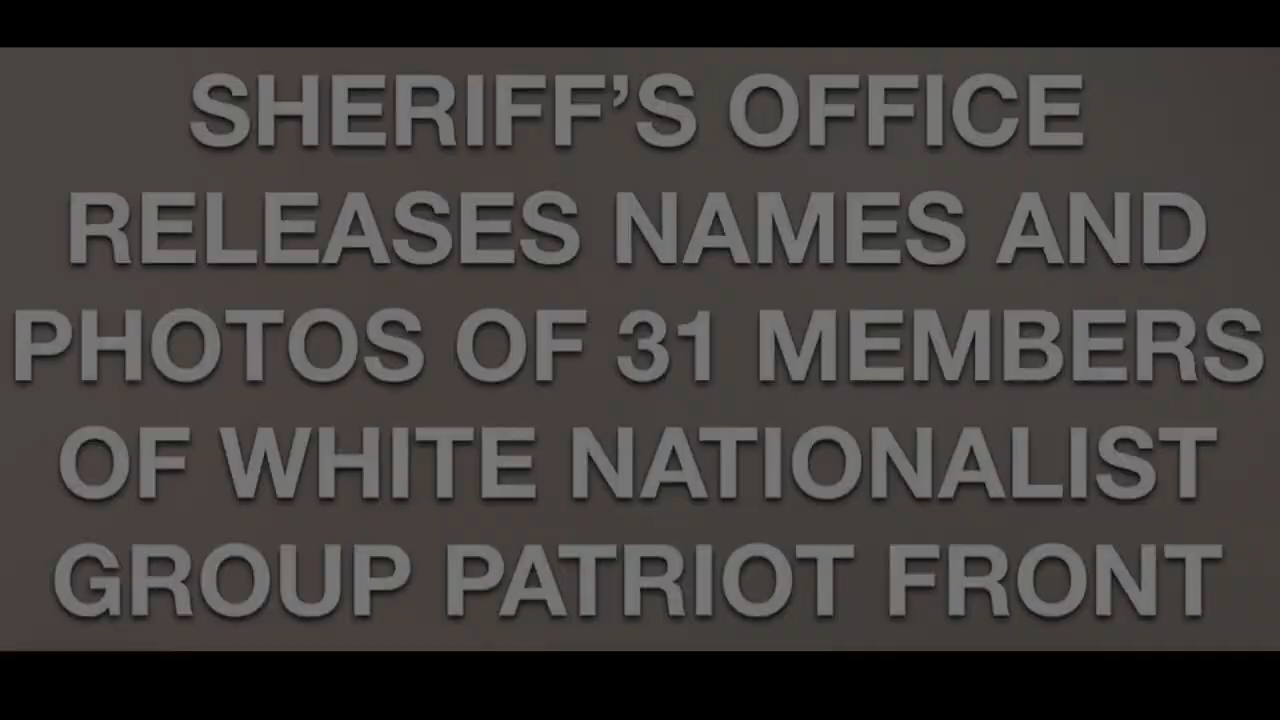 SHERIFF’S OFFICE
RELEASES NAMES AND
PHOTOS OF 31 MEMBERS
OF WHITE NATIONALIST
GROUP PATRIOT FRONT